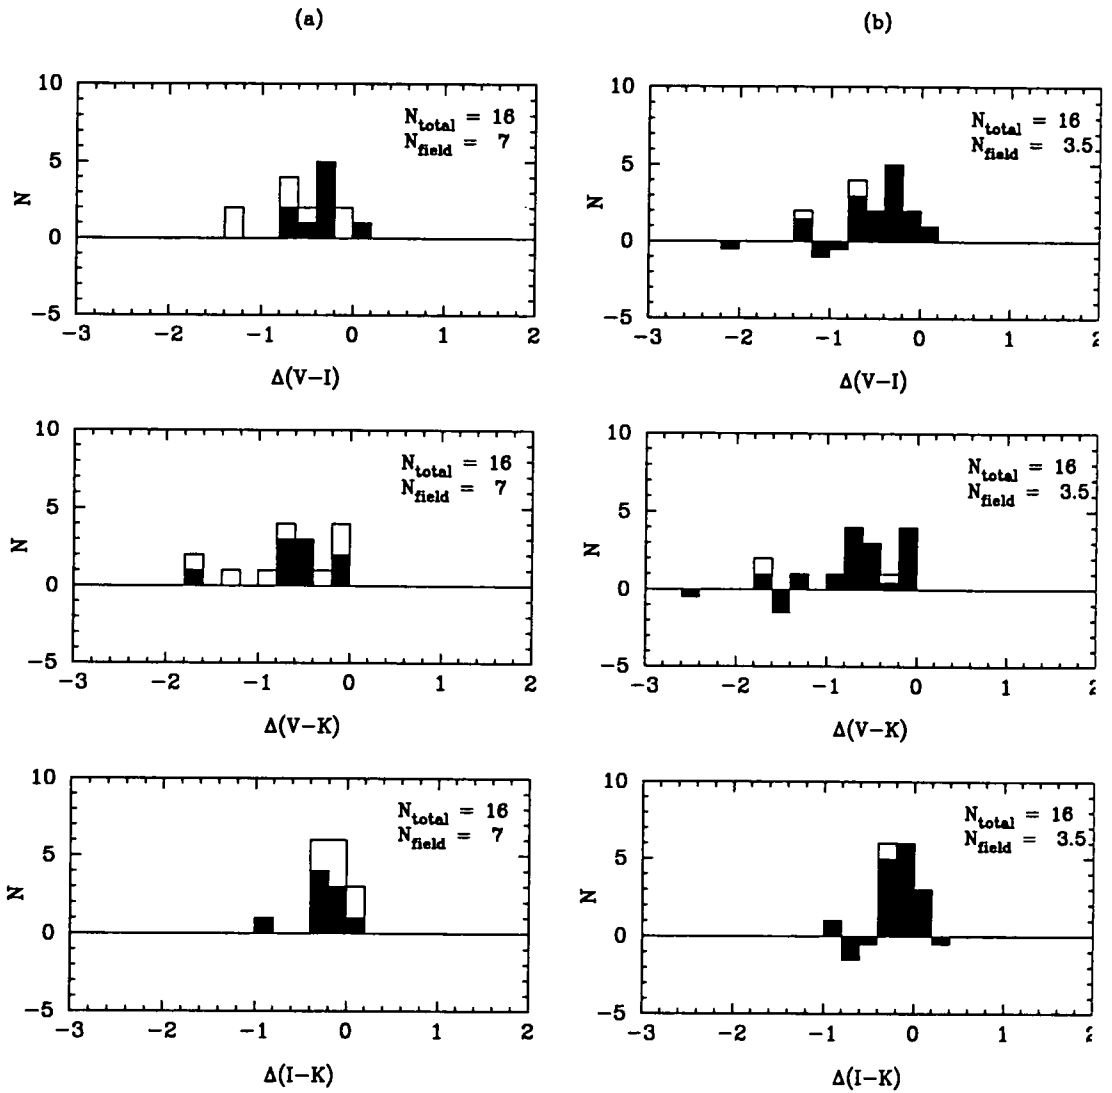 (a)
(b)
10
5
0
−5
N
N_total = 16
N_field = 7
−3 −2 −1 0 1 2
Δ(V−I)
10
5
0
−5
N
N_total = 16
N_field = 3.5
−3 −2 −1 0 1 2
Δ(V−I)
10
5
0
−5
N
N_total = 16
N_field = 7
−3 −2 −1 0 1 2
Δ(V−K)
10
5
0
−5
N
N_total = 16
N_field = 3.5
−3 −2 −1 0 1 2
Δ(V−K)
10
5
0
−5
N
N_total = 16
N_field = 7
−3 −2 −1 0 1 2
Δ(I−K)
10
5
0
−5
N
N_total = 16
N_field = 3.5
−3 −2 −1 0 1 2
Δ(I−K)